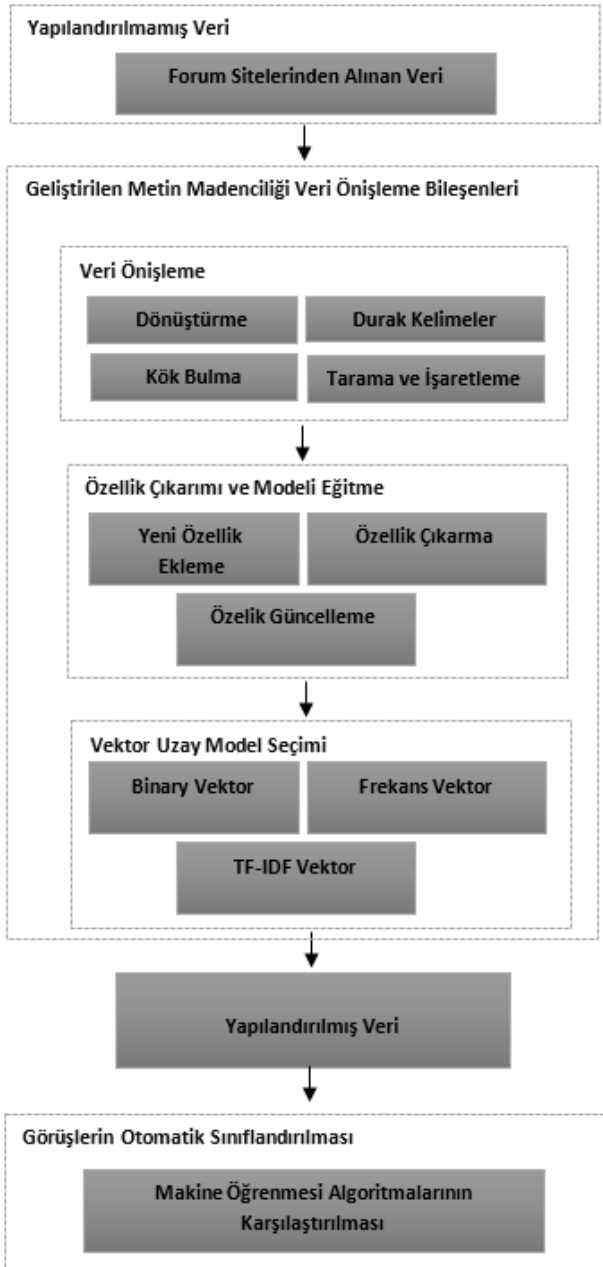 Yapılandırılmamış Veri
Forum Sitelerinden Alınan Veri
Geliştirilen Metin Madenciliği Veri Önişleme Bileşenleri
Veri Önişleme
Dönüştürme
Durak Kelimeler
Kök Bulma
Tarama ve İşaretleme
Özellik Çıkarımı ve Modeli Eğitme
Yeni Özellik
Ekleme
Özellik Çıkarma
Özelik Güncelleme
Vektor Uzay Model Seçimi
Binary Vektor
Frekans Vektor
TF-IDF Vektor
Yapılandırılmış Veri
Görüşlerin Otomatik Sınıflandırılması
Makine Öğrenmesi Algoritmalarının
Karşılaştırılması